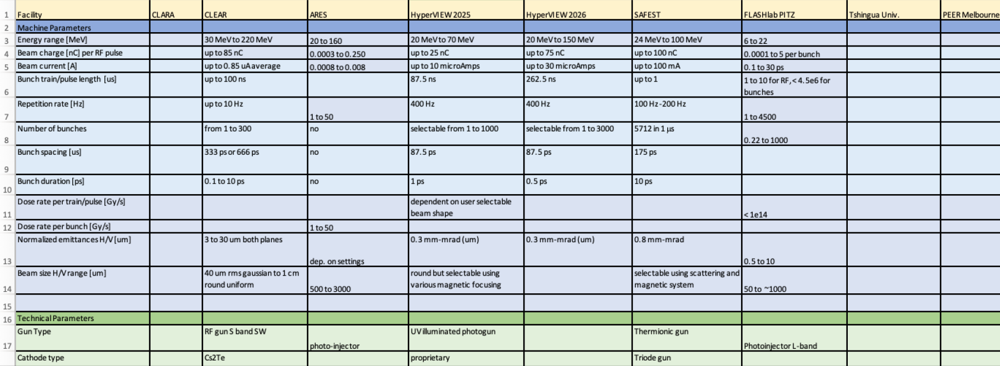 1 Facility CLARA CLEAR ARES HyperVIEW 2025 HyperVIEW 2026 SAFEST FLASHlab PITZ Tshingua Univ. PEER Melbourne
2 Machine Parameters
3 Energy range [MeV] 30 MeV to 220 MeV 20 to 160 20 MeV to 70 MeV 20 MeV to 150 MeV 24 MeV to 100 MeV 6 to 22
4 Beam charge [nC] per RF pulse up to 85 nC 0.0003 to 0.250 up to 25 nC up to 75 nC up to 100 nC 0.0001 to 5 per bunch
5 Beam current [A] up to 0.85 uA average 0.0008 to 0.008 up to 10 microAmps up to 30 microAmps up to 100 mA 0.1 to 30 ps
6 Bunch train/pulse length [us] up to 100 ns 87.5 ns 262.5 ns up to 1 1 to 10 for RF, < 4.5e6 for
bunches
7 Repetition rate [Hz] up to 10 Hz 1 to 50 400 Hz 400 Hz 100 Hz -200 Hz 1 to 4500
8 Number of bunches from 1 to 300 no selectable from 1 to 1000 selectable from 1 to 3000 5712 in 1 µs 0.22 to 1000
9 Bunch spacing [us] 333 ps or 666 ps no 87.5 ps 87.5 ps 175 ps
10 Bunch duration [ps] 0.1 to 10 ps no 1 ps 0.5 ps 10 ps
11 Dose rate per train/pulse [Gy/s] dependent on user selectable
beam shape < 1e14
12 Dose rate per bunch [Gy/s] 1 to 50
13 Normalized emittances H/V [um] 3 to 30 um both planes dep. on settings 0.3 mm-mrad (um) 0.3 mm-mrad (um) 0.8 mm-mrad 0.5 to 10
14 Beam size H/V range [um] 40 um rms gaussian to 1 cm round uniform 500 to 3000 round but selectable using various magnetic focusing selectable using scattering and magnetic system 50 to ~1000
15
16 Technical Parameters
17 Gun Type RF gun S band SW photo-injector UV illuminated photogun Thermionic gun Photoinjector L-band
Cathode type Cs2Te proprietary Triode gun